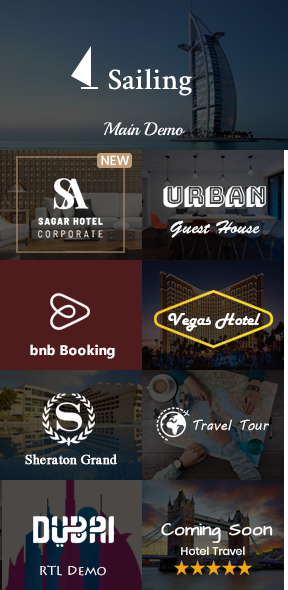 Sailing
Main Demo
NEW
SA
SAGAR HOTEL
CORPORATE
URBAN
Guest House
bnb Booking
Vegas Hotel
S
Sheraton Grand
Travel Tour
DUBAI
RTL DEMO
Coming Soon
Hotel Travel